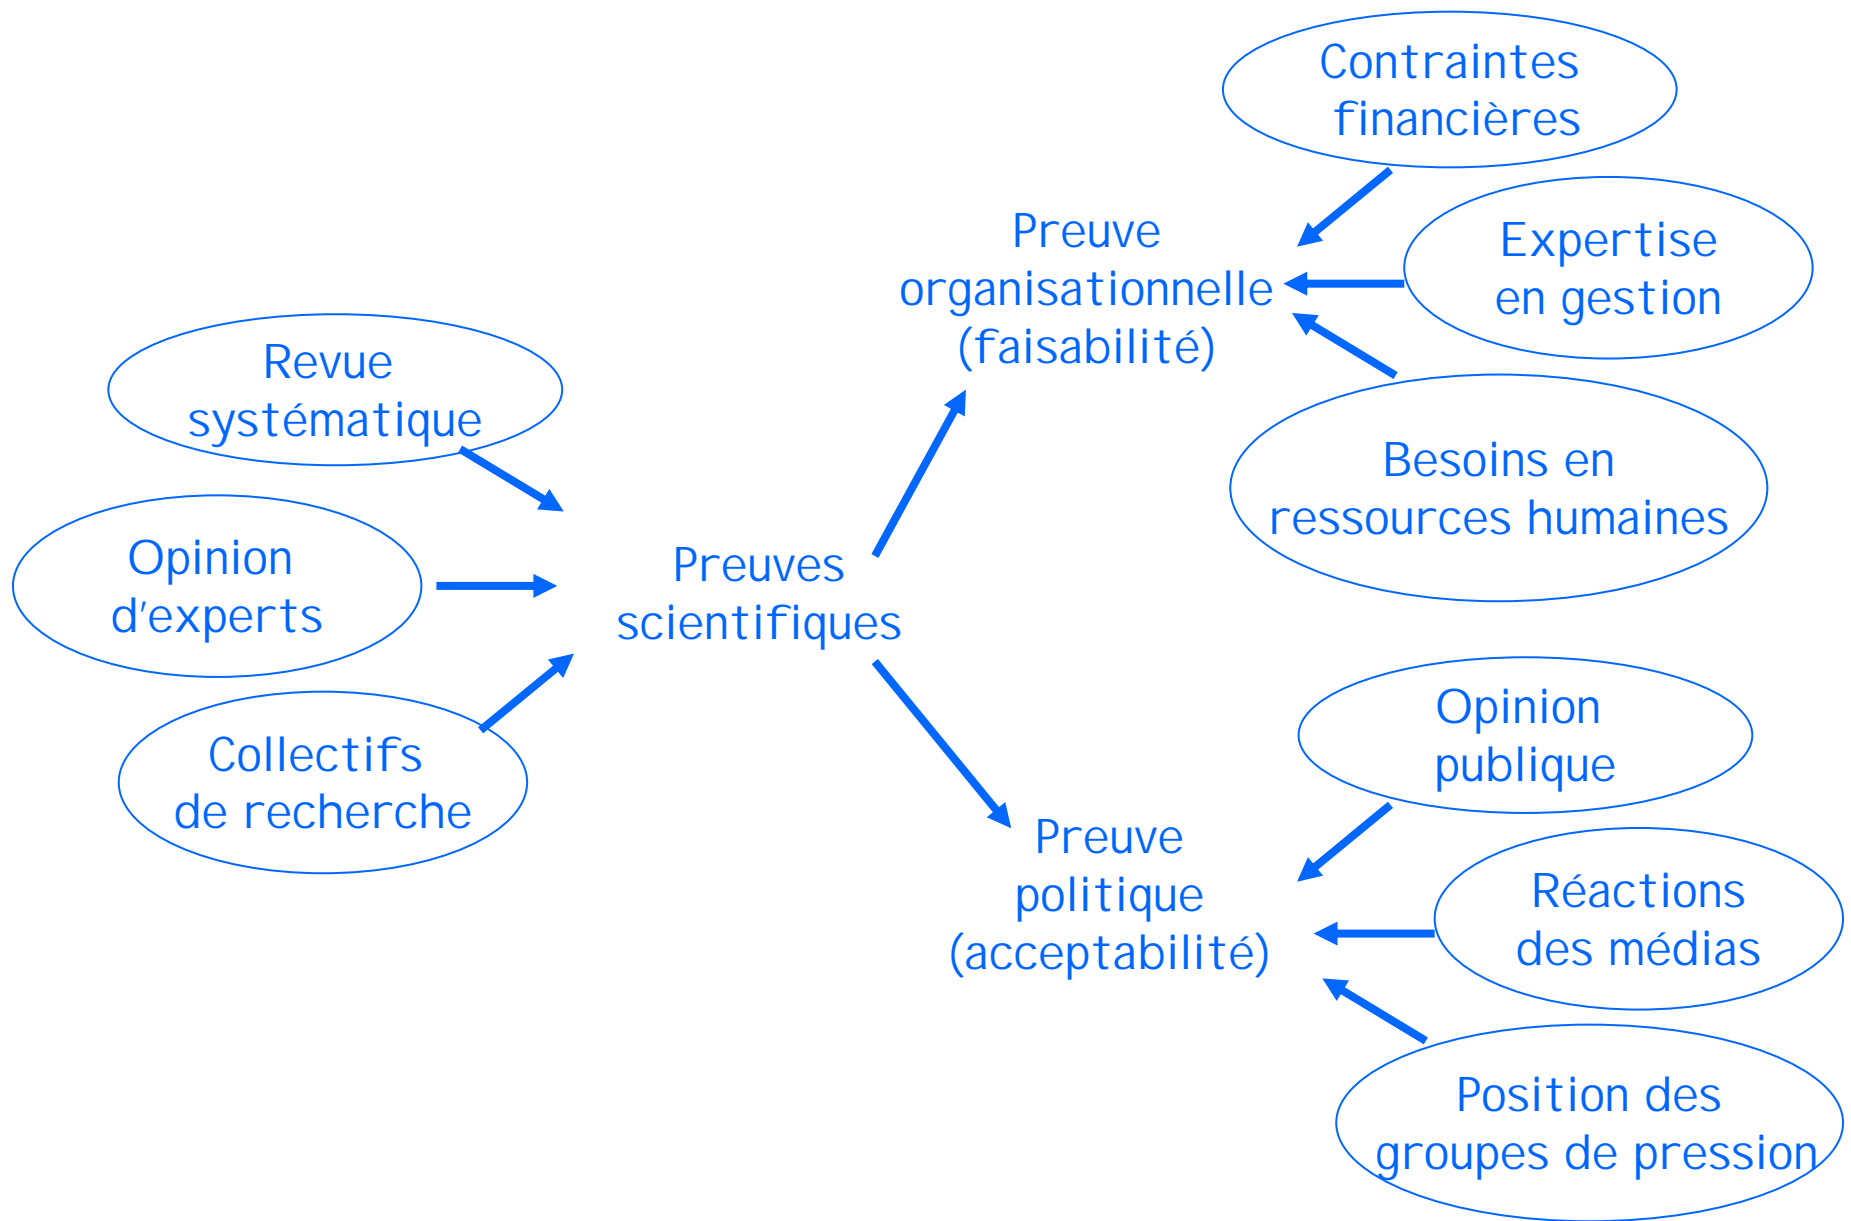 Contraintes
financières
Preuve
organisationnelle
(faisabilité)
Expertise
en gestion
Besoins en
ressources humaines
Revue
systématique
Opinion
d'experts
Collectifs
de recherche
Preuves
scientifiques
Opinion
publique
Preuve
politique
(acceptabilité)
Réactions
des médias
Position des
groupes de pression